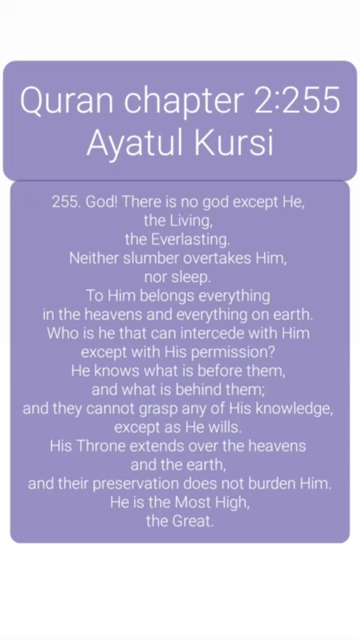 Quran chapter 2:255
Ayatul Kursi
255. God! There is no god except He,
the Living,
the Everlasting.
Neither slumber overtakes Him,
nor sleep.
To Him belongs everything
in the heavens and everything on earth.
Who is he that can intercede with Him
except with His permission?
He knows what is before them,
and what is behind them;
and they cannot grasp any of His knowledge,
except as He wills.
His Throne extends over the heavens
and the earth,
and their preservation does not burden Him.
He is the Most High,
the Great.